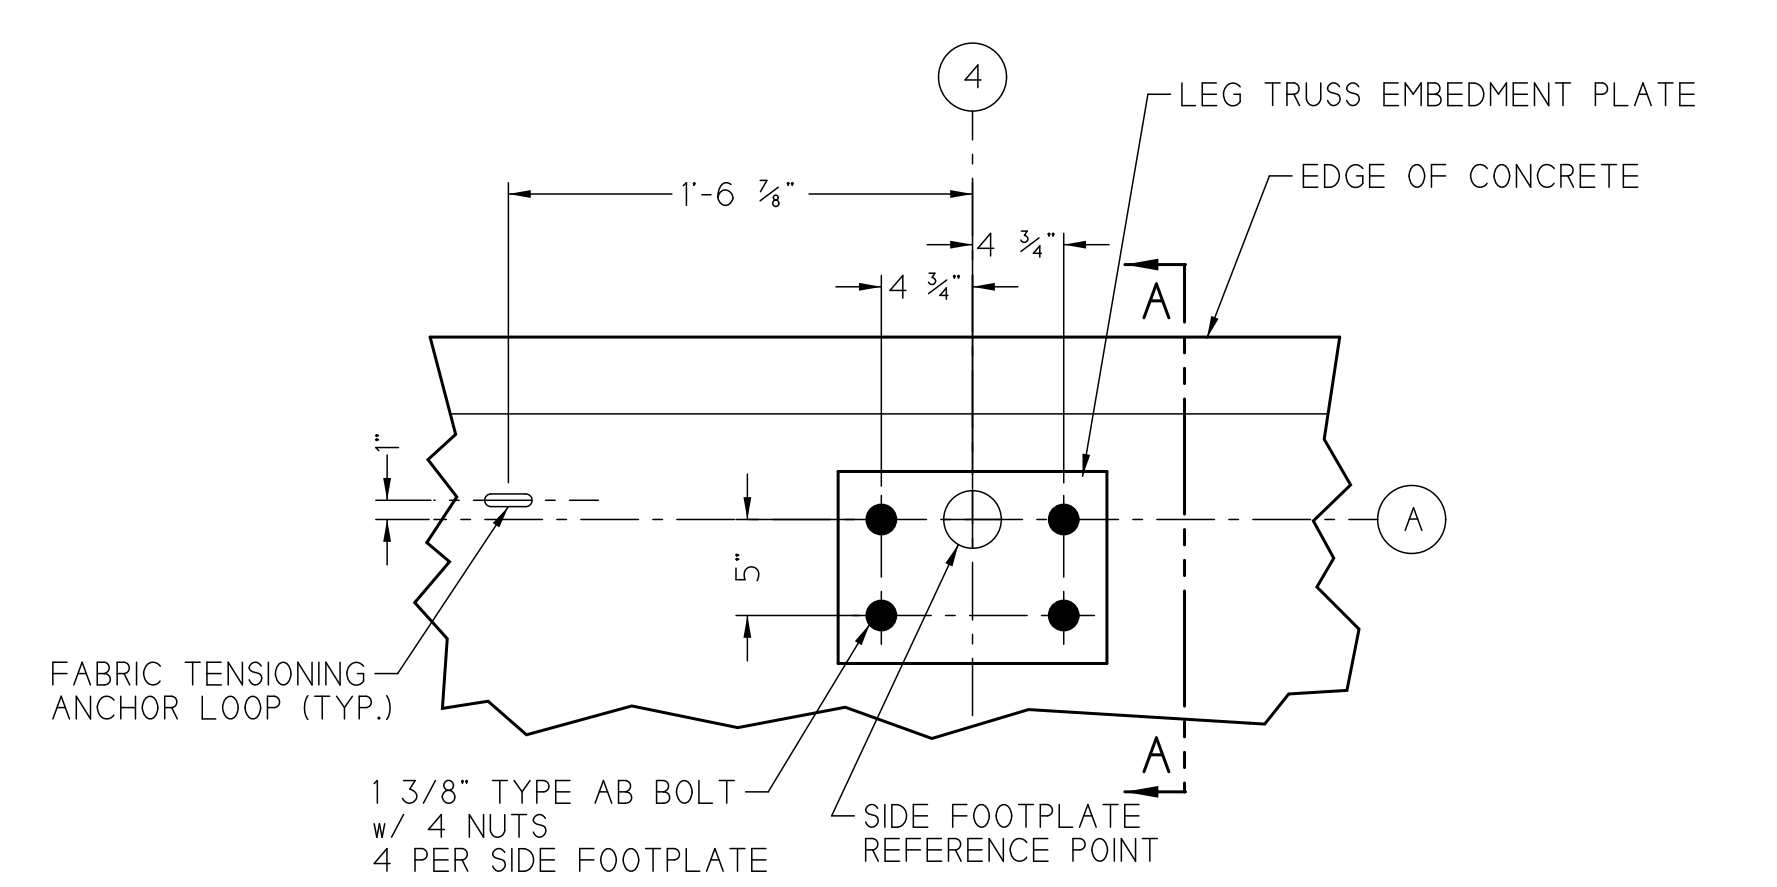 4
LEG TRUSS EMBEDMENT PLATE
EDGE OF CONCRETE
1'-6 ⅞"
4 ¾"
4 ¾"
A
1"
A
5"
FABRIC TENSIONING
ANCHOR LOOP (TYP.)
A
1 3/8" TYPE AB BOLT
w/ 4 NUTS
4 PER SIDE FOOTPLATE
SIDE FOOTPLATE
REFERENCE POINT